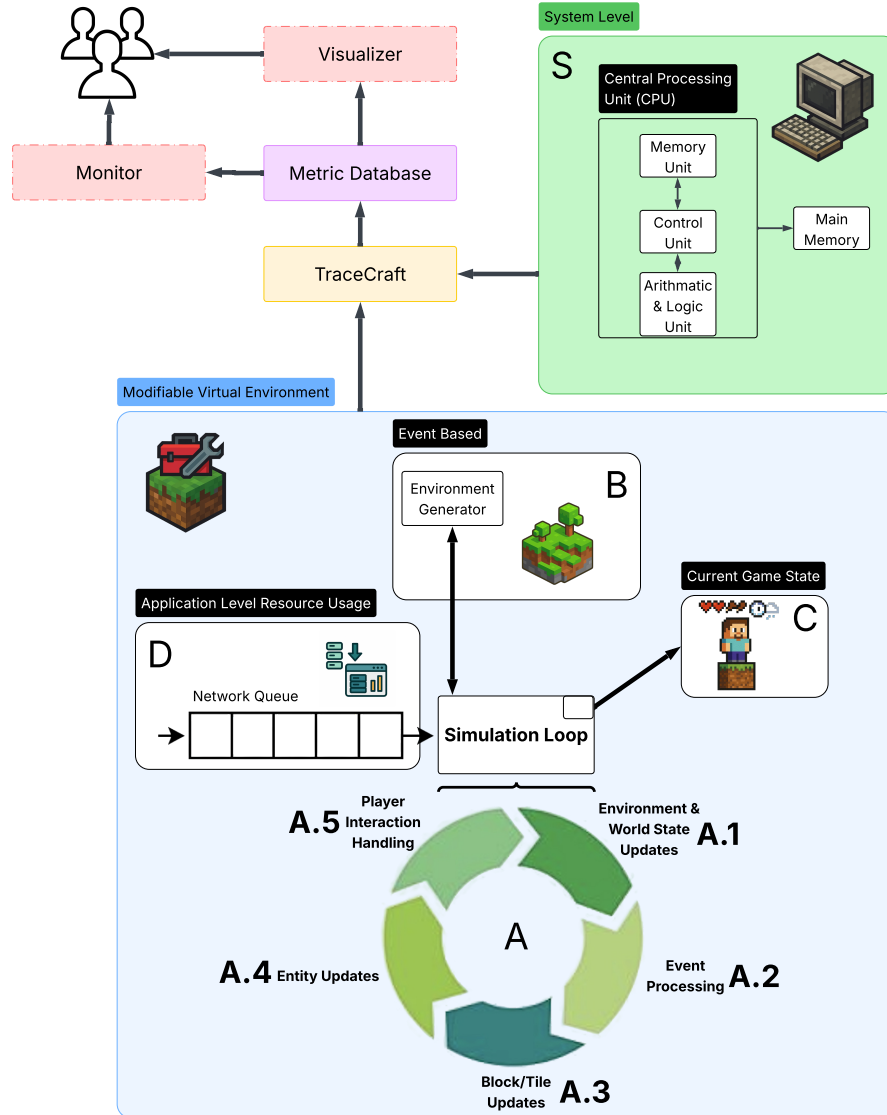 System Level
Visualizer
S
Central Processing
Unit (CPU)
Memory
Unit
Monitor
Metric Database
Control
Unit
Main
Memory
TraceCraft
Arithmatic
& Logic
Unit
Modifiable Virtual Environment
Event Based
B
Environment
Generator
Current Game State
C
Application Level Resource Usage
D
Network Queue
Simulation Loop
A.5
Player
Interaction
Handling
Environment &
World State
Updates
A.1
A
A.4
Entity Updates
Event
Processing
A.2
Block/Tile
Updates
A.3